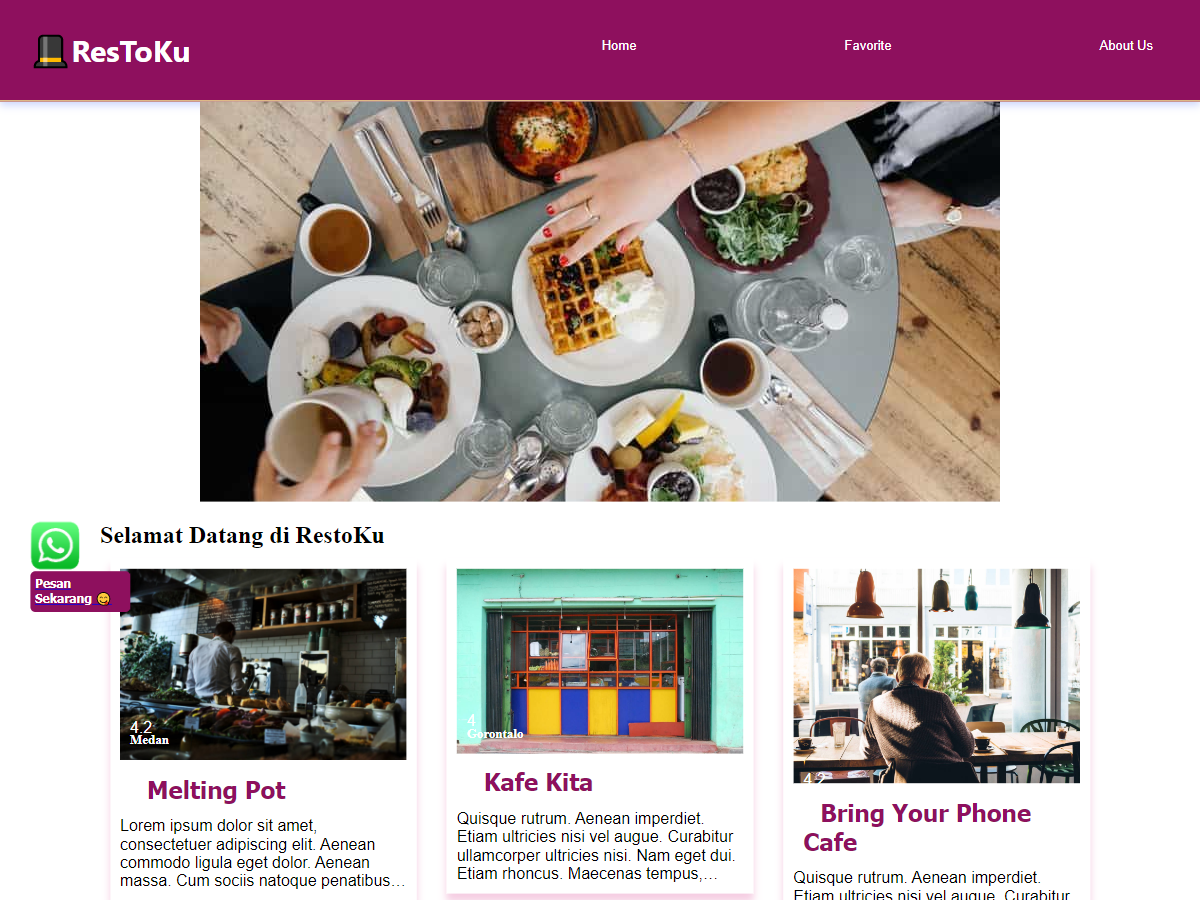 ResToKu
Home
Favorite
About Us
Selamat Datang di RestoKu
Pesan
Sekarang 😋
4.2
Medan
Melting Pot
Lorem ipsum dolor sit amet,
consectetuer adipiscing elit. Aenean
commodo ligula eget dolor. Aenean
massa. Cum sociis natoque penatibus…
4
Gorontalo
Kafe Kita
Quisque rutrum. Aenean imperdiet.
Etiam ultricies nisi vel augue. Curabitur
ullamcorper ultricies nisi. Nam eget dui.
Etiam rhoncus. Maecenas tempus,…
4.2
Bring Your Phone
Cafe
Quisque rutrum. Aenean imperdiet.
Etiam ultricies nisi vel augue. Curabitur